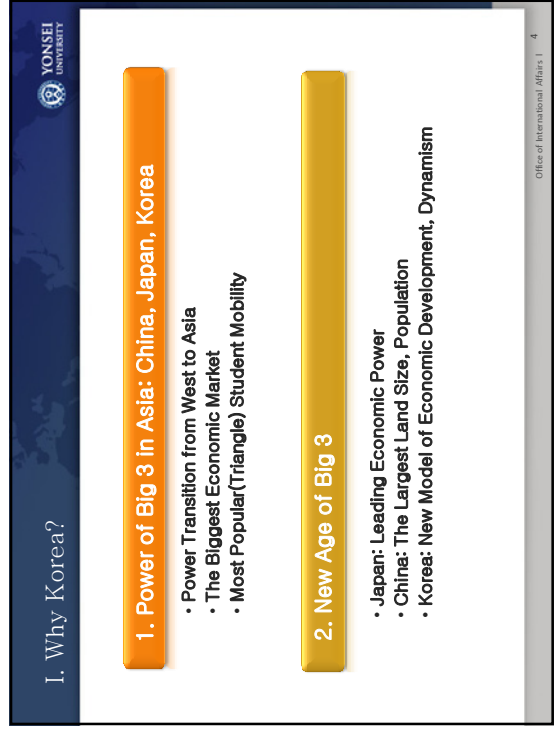 I. Why Korea?
YONSEI
UNIVERSITY
1. Power of Big 3 in Asia: China, Japan, Korea
• Power Transition from West to Asia
• The Biggest Economic Market
• Most Popular(Triangle) Student Mobility
2. New Age of Big 3
• Japan: Leading Economic Power
• China: The Largest Land Size, Population
• Korea: New Model of Economic Development, Dynamism
Office of International Affairs I 4